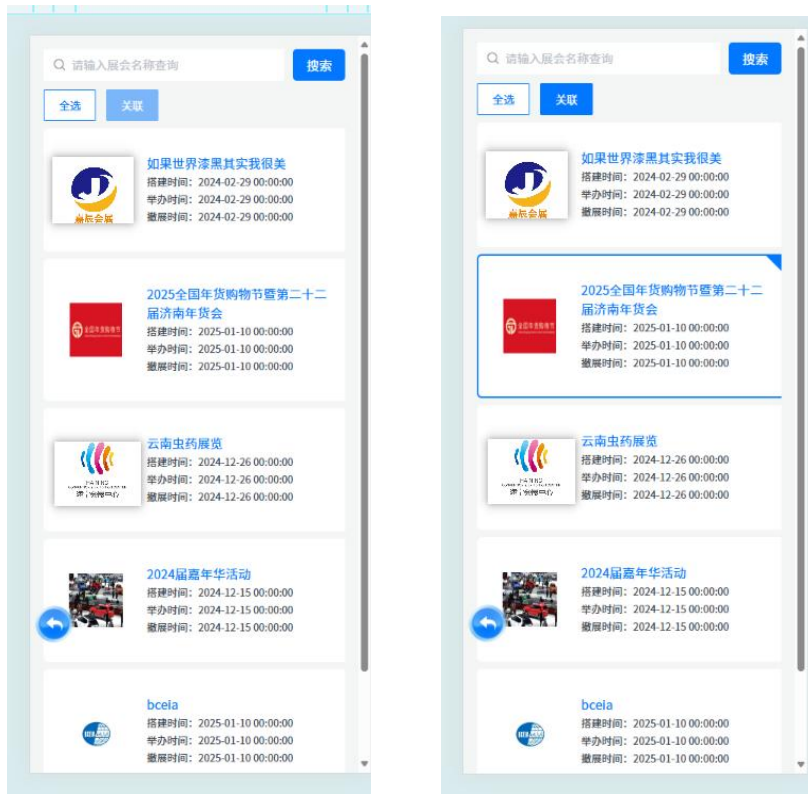 请输入展会名称查询
搜索
全选
关联
如果世界漆黑其实我很美
搭建时间：2024-02-29 00:00:00
举办时间：2024-02-29 00:00:00
撤展时间：2024-02-29 00:00:00
嘉辰会展
2025全国年货购物节暨第二十二
届济南年货会
搭建时间：2025-01-10 00:00:00
举办时间：2025-01-10 00:00:00
撤展时间：2025-01-10 00:00:00
全国年货购物节
云南虫药展览
搭建时间：2024-12-26 00:00:00
举办时间：2024-12-26 00:00:00
撤展时间：2024-12-26 00:00:00
2024届嘉年华活动
搭建时间：2024-12-15 00:00:00
举办时间：2024-12-15 00:00:00
撤展时间：2024-12-15 00:00:00
bceia
搭建时间：2025-01-10 00:00:00
举办时间：2025-01-10 00:00:00
撤展时间：2025-01-10 00:00:00
请输入展会名称查询
搜索
全选
关联
如果世界漆黑其实我很美
搭建时间：2024-02-29 00:00:00
举办时间：2024-02-29 00:00:00
撤展时间：2024-02-29 00:00:00
嘉辰会展
2025全国年货购物节暨第二十二
届济南年货会
搭建时间：2025-01-10 00:00:00
举办时间：2025-01-10 00:00:00
撤展时间：2025-01-10 00:00:00
全国年货购物节
云南虫药展览
搭建时间：2024-12-26 00:00:00
举办时间：2024-12-26 00:00:00
撤展时间：2024-12-26 00:00:00
2024届嘉年华活动
搭建时间：2024-12-15 00:00:00
举办时间：2024-12-15 00:00:00
撤展时间：2024-12-15 00:00:00
bceia
搭建时间：2025-01-10 00:00:00
举办时间：2025-01-10 00:00:00
撤展时间：2025-01-10 00:00:00